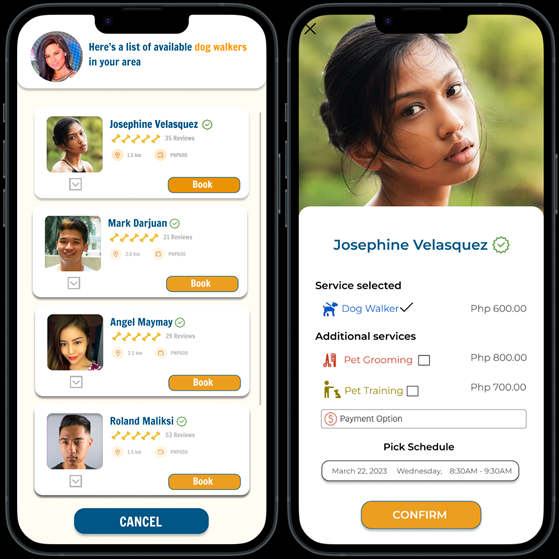 Here's a list of available dog walkers
in your area
Josephine Velasquez
35 Reviews
1.5 km
Book
Mark Darjuan
21 Reviews
2.0 km
PHP600
Book
Angel Maymay
29 Reviews
2.5 km
PHP600
Book
Roland Maliksi
53 Reviews
1.5 km
PHP600
Book
CANCEL
Josephine Velasquez
Service selected
Dog Walker
Php 600.00
Additional services
Pet Grooming
Php 800.00
Pet Training
Php 700.00
Payment Option
Pick Schedule
March 22, 2023 Wednesday, 8:30AM - 9:30AM
CONFIRM